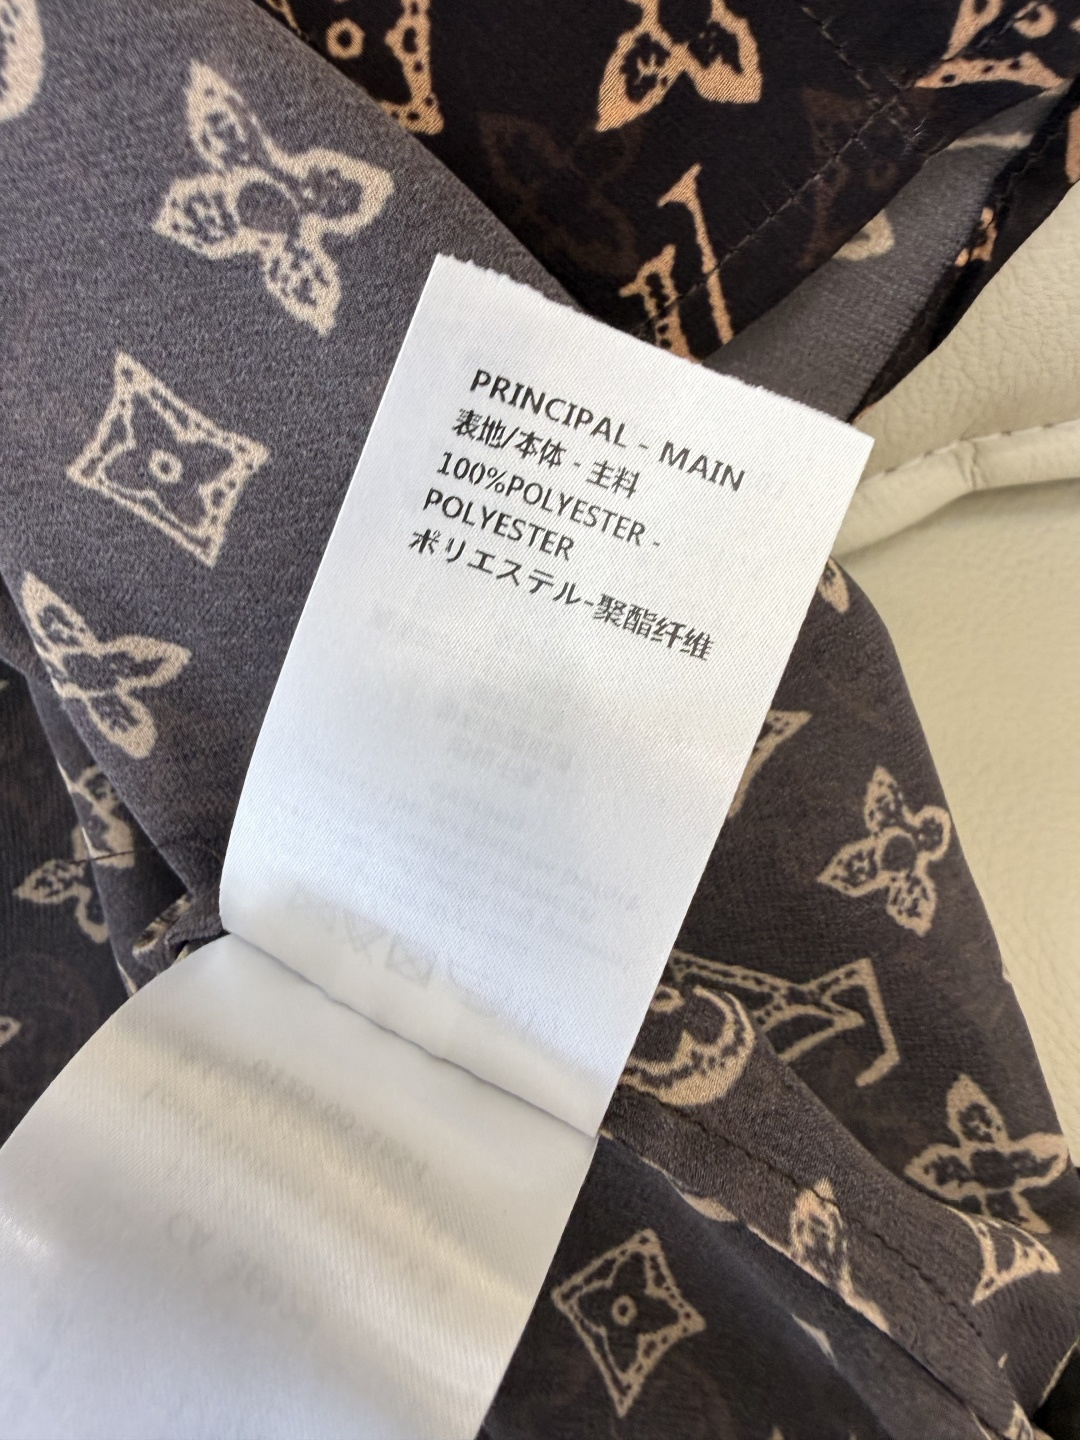 PRINCIPAL - MAIN
表地/本体 - 主料
100%POLYESTER -
POLYESTER
ポリエステル-聚酯纤维